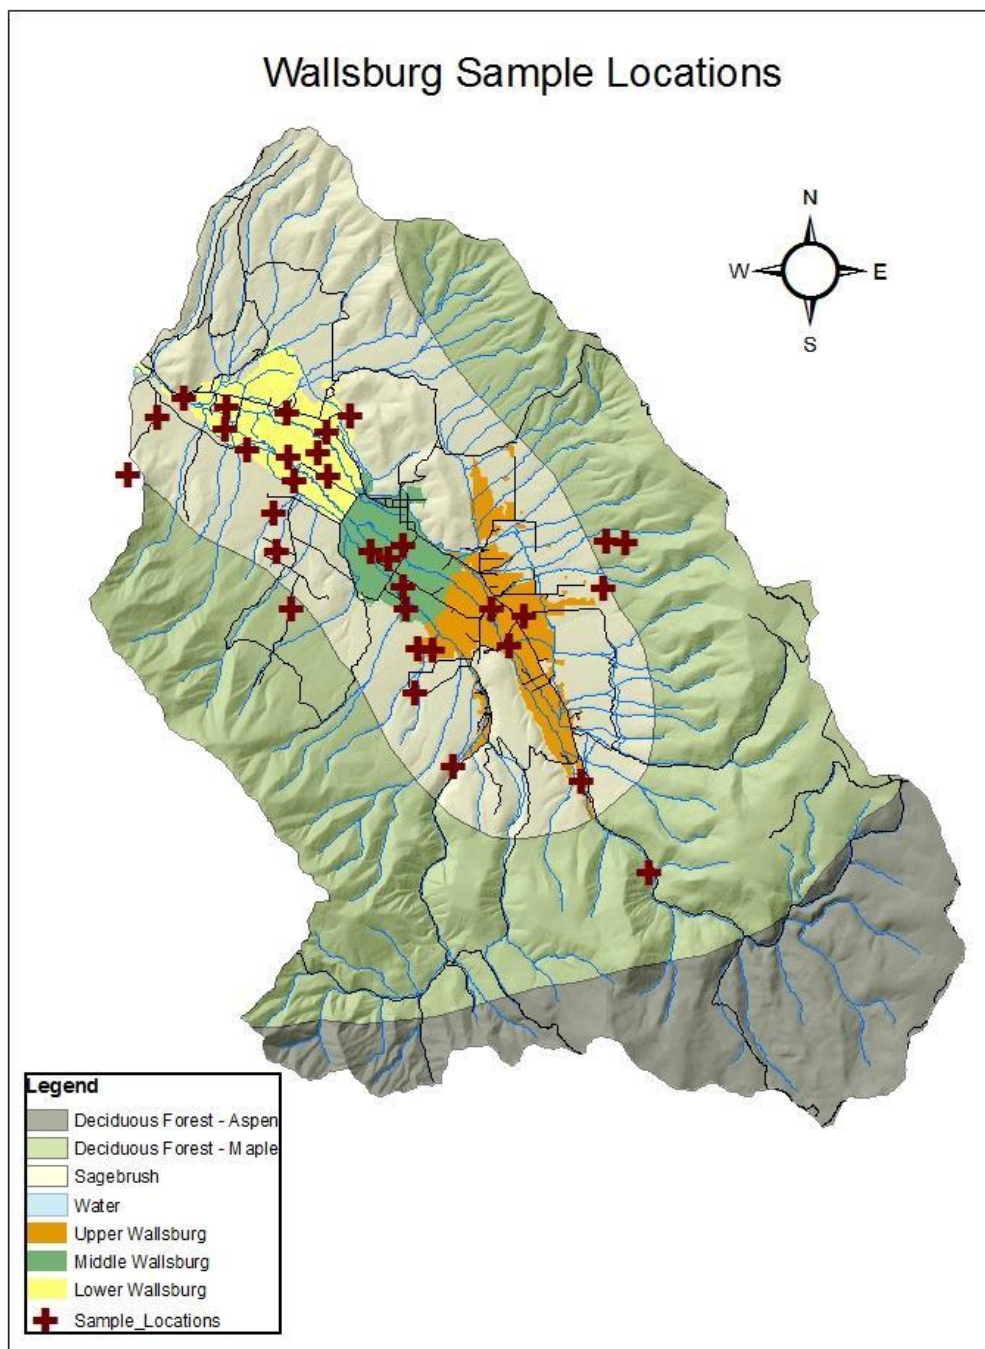 Wallsburg Sample Locations
N
W
E
S
Legend
Deciduous Forest - Aspen
Deciduous Forest - Maple
Sagebrush
Water
Upper Wallsburg
Middle Wallsburg
Lower Wallsburg
Sample_Locations